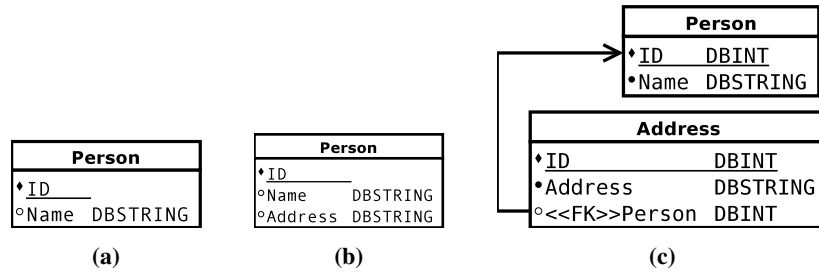 Person
ID
Name DBSTRING
(a)
Person
ID
Name DBSTRING
Address DBSTRING
(b)
Person
ID DBINT
Name DBSTRING
Address
ID DBINT
Address DBSTRING
<<FK>>Person DBINT
(c)